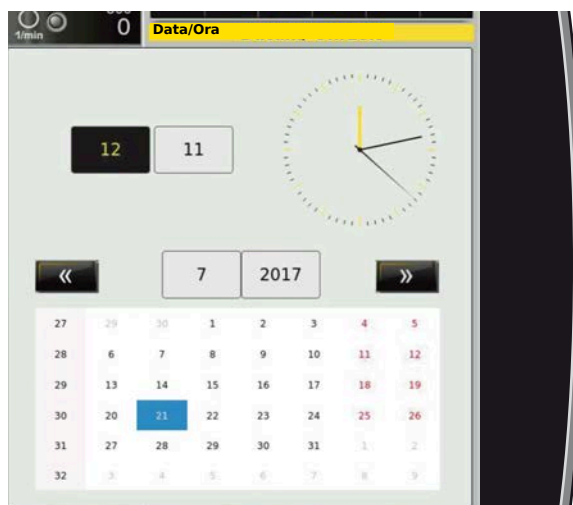 0
1/min
Data/Ora
12 11
« 7 2017 »
27 29 30 1 2 3 4 5
28 6 7 8 9 10 11 12
29 13 14 15 16 17 18 19
30 20 21 22 23 24 25 26
31 27 28 29 30 31 1 2
32 3 4 5 6 7 8 9